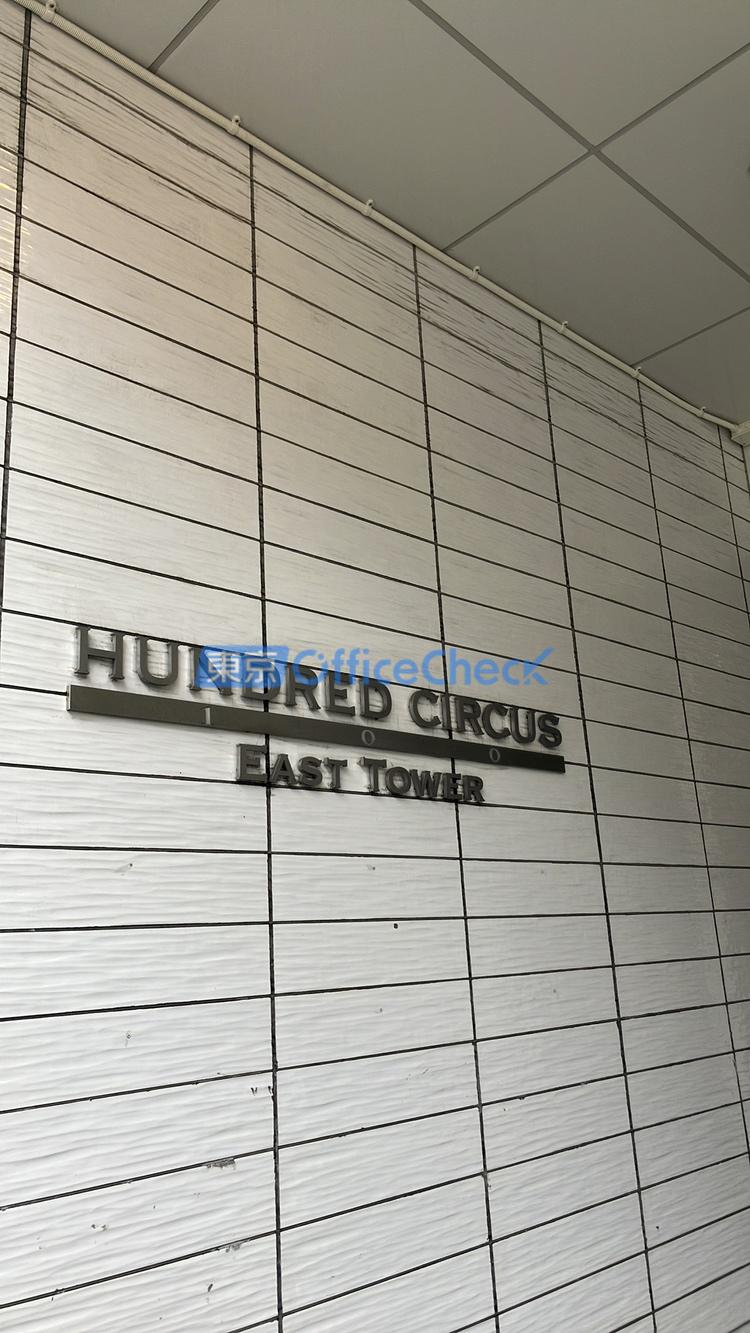 HUNDRED CIRCUS
1 0 0
EAST TOWER
東京OfficeCheck